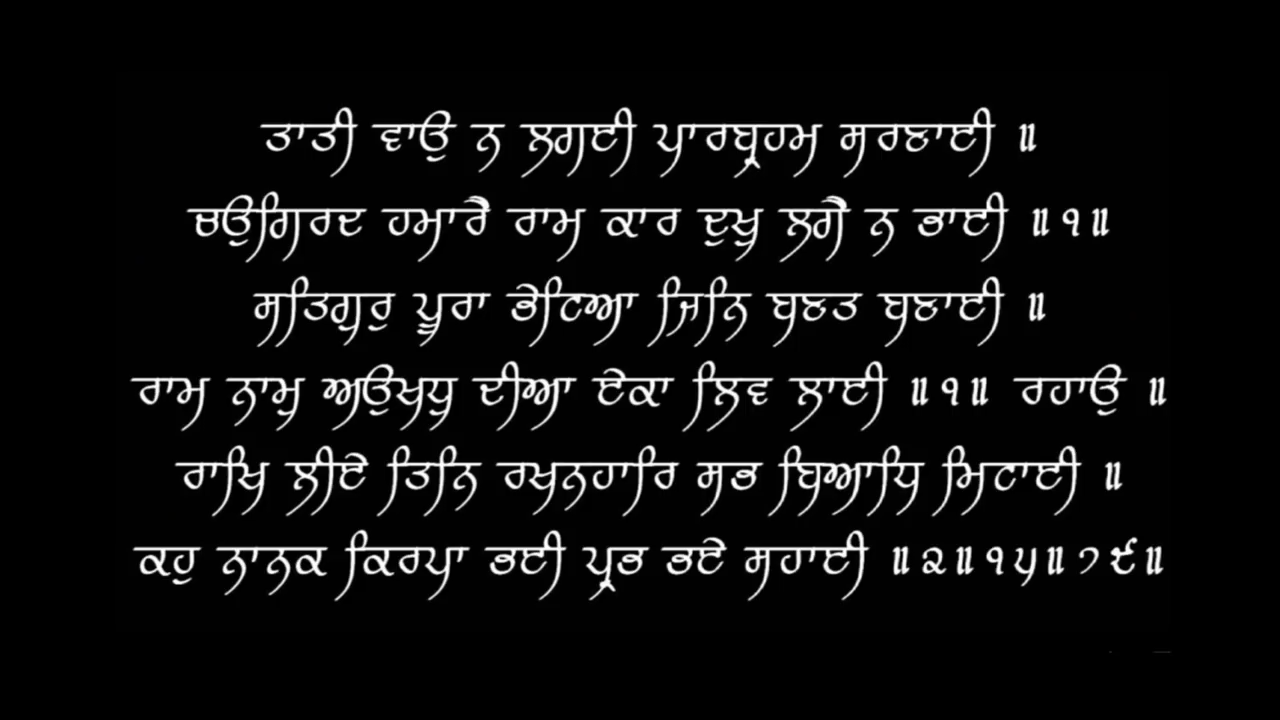 ਤਾਤੀ ਵਾਉ ਨ ਲਗਈ ਪਾਰਬ੍ਰਹਮ ਸਰਣਾਈ ॥
ਚਉਗਿਰਦ ਹਮਾਰੈ ਰਾਮ ਕਾਰ ਦੁਖੁ ਲਗੈ ਨ ਭਾਈ ॥੧॥
ਸਤਿਗੁਰੁ ਪੂਰਾ ਭੇਟਿਆ ਜਿਨਿ ਬਣਤ ਬਣਾਈ ॥
ਰਾਮ ਨਾਮੁ ਅਉਖਧੁ ਦੀਆ ਏਕਾ ਲਿਵ ਲਾਈ ॥੧॥ ਰਹਾਉ ॥
ਰਾਖਿ ਲੀਏ ਤਿਨਿ ਰਖਨਹਾਰਿ ਸਭ ਬਿਆਧਿ ਮਿਟਾਈ ॥
ਕਹੁ ਨਾਨਕ ਕਿਰਪਾ ਭਈ ਪ੍ਰਭ ਭਏ ਸਹਾਈ ॥੨॥੧੫॥੭੯॥